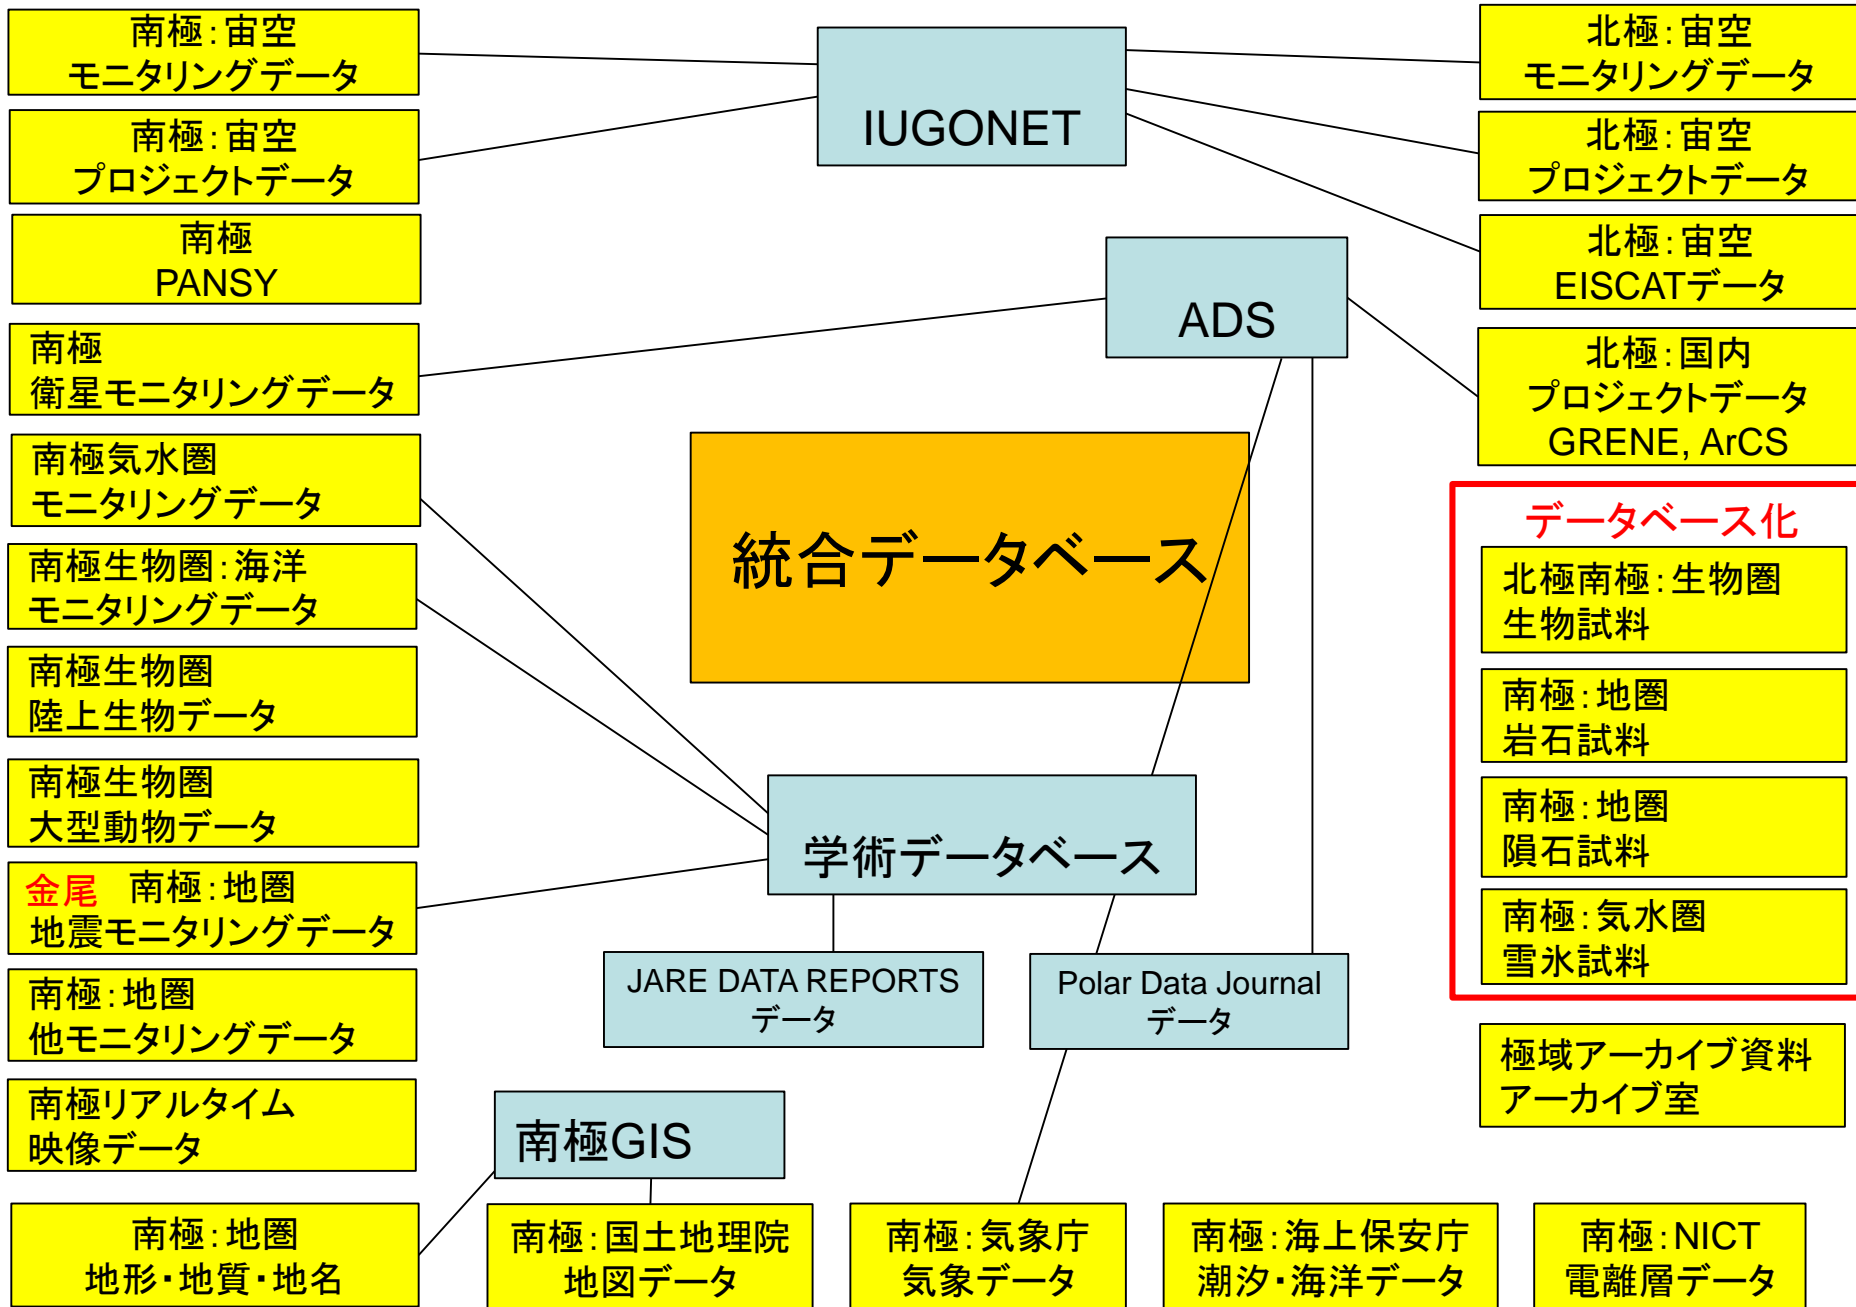 南極：宙空
モニタリングデータ
南極：宙空
プロジェクトデータ
南極
PANSY
南極
衛星モニタリングデータ
南極気水圏
モニタリングデータ
南極生物圏：海洋
モニタリングデータ
南極生物圏
陸上生物データ
南極生物圏
大型動物データ
金尾 南極：地圏
地震モニタリングデータ
南極：地圏
他モニタリングデータ
南極リアルタイム
映像データ
南極：地圏
地形・地質・地名
IUGONET
ADS
統合データベース
学術データベース
JARE DATA REPORTS
データ
Polar Data Journal
データ
南極GIS
南極：国土地理院
地図データ
南極：気象庁
気象データ
南極：海上保安庁
潮汐・海洋データ
南極：NICT
電離層データ
北極：宙空
モニタリングデータ
北極：宙空
プロジェクトデータ
北極：宙空
EISCATデータ
北極：国内
プロジェクトデータ
GRENE, ArCS
データベース化
北極南極：生物圏
生物試料
南極：地圏
岩石試料
南極：地圏
隕石試料
南極：気水圏
雪氷試料
極域アーカイブ資料
アーカイブ室